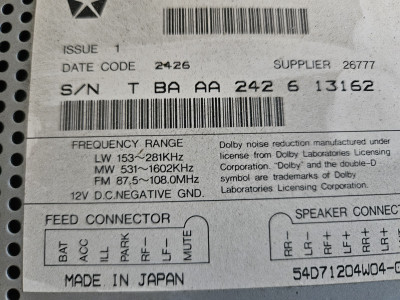 ISSUE 1
DATE CODE 2426 SUPPLIER 26777
S/N T BA AA 242 6 13162
FREQUENCY RANGE
LW 153~281KHz
MW 531~1602KHz
FM 87,5~108.0MHz
12V D.C.NEGATIVE GND.
Dolby noise reduction manufactured under
license from Dolby Laboratories Licensing
Corporation. "Dolby" and the double-D
symbol are trademarks of Dolby
Laboratories Licensing Corporation.
FEED CONNECTOR
BAT
ACC
ILL
PARK
RF-
LF-
MUTE
SPEAKER CONNECT
RR-
LR-
RF+
LF+
RR+
LR+
MADE IN JAPAN
54D71204W04-